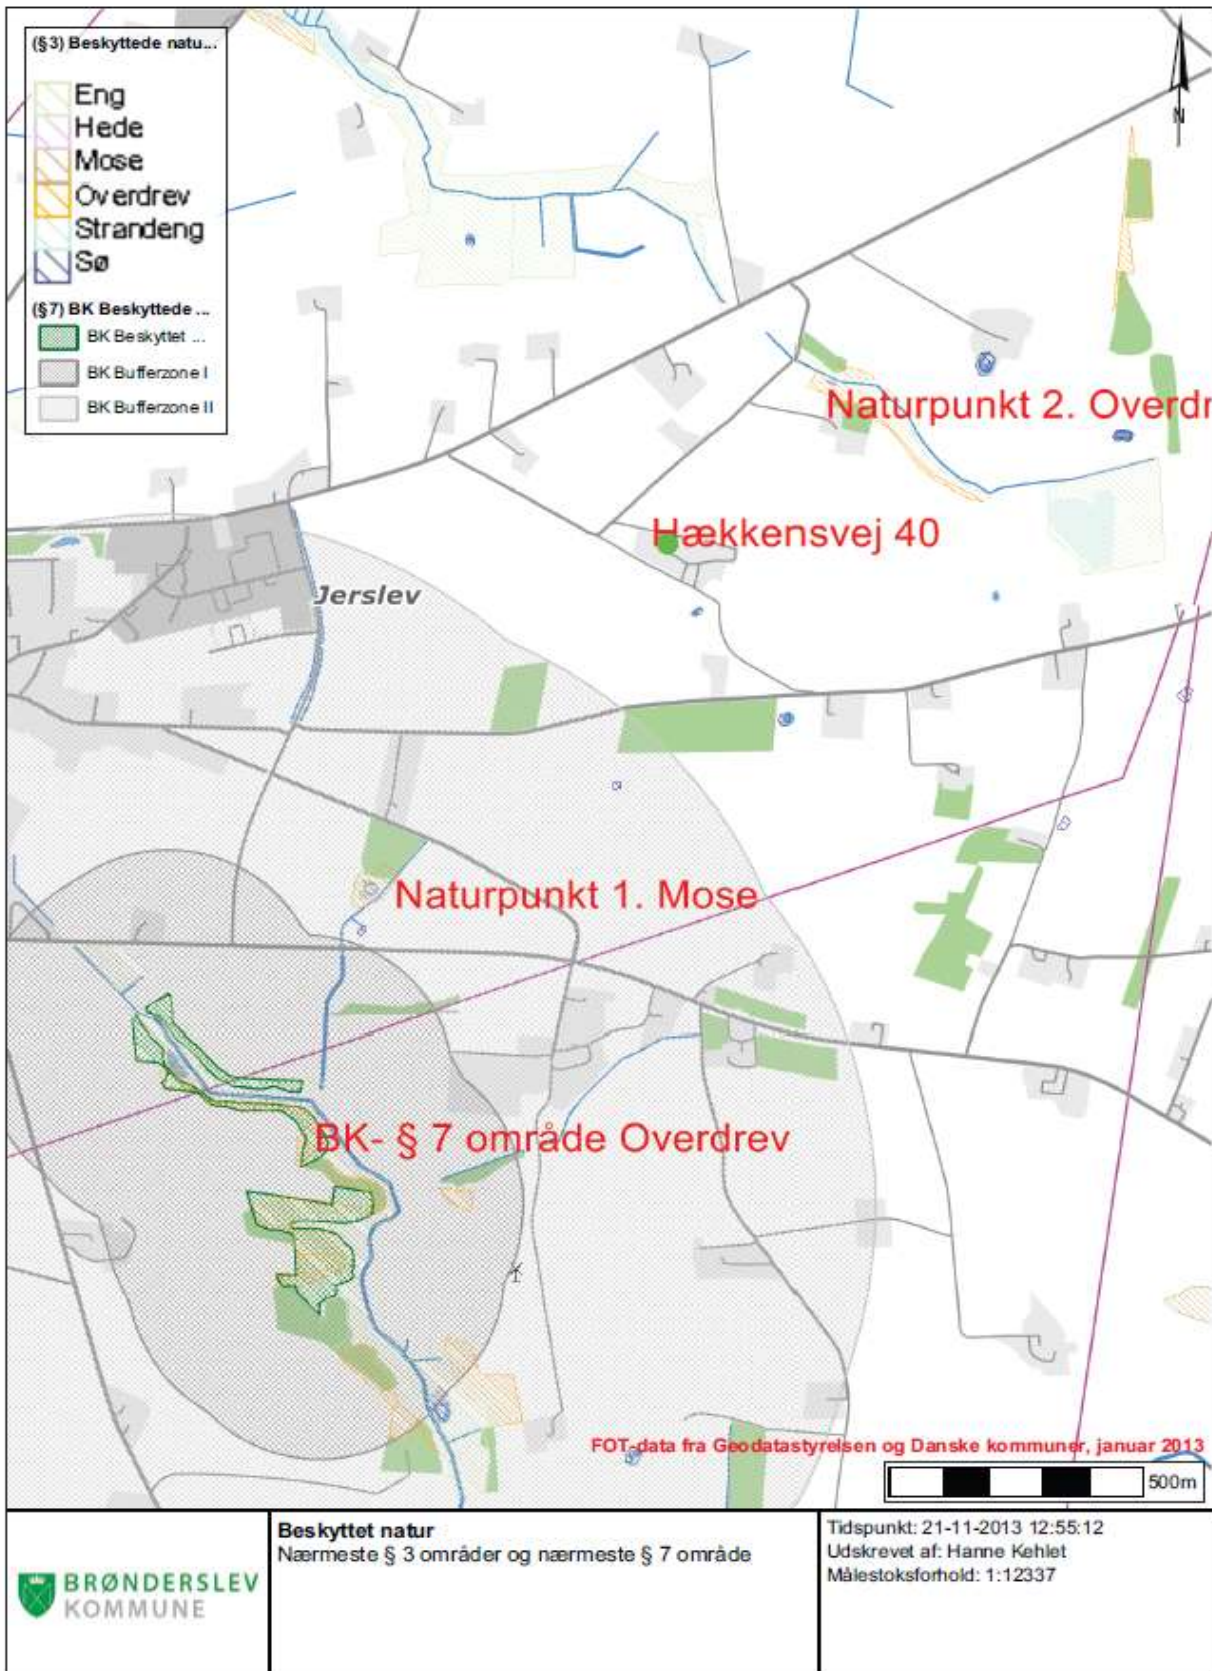 (§3) Beskyttede natu...
Eng
Hede
Mose
Overdrev
Strandeng
Sø
(§7) BK Beskyttede ...
BK Beskyttet ...
BK Bufferzone I
BK Bufferzone II
N
Naturpunkt 2. Overdr
Hækkensvej 40
Jerslev
Naturpunkt 1. Mose
BK- § 7 område Overdrev
FOT-data fra Geodatastyrelsen og Danske kommuner, januar 2013
500m
BRØNDERSLEV
KOMMUNE
Beskyttet natur
Nærmeste § 3 områder og nærmeste § 7 område
Tidspunkt: 21-11-2013 12:55:12
Udskrevet af: Hanne Kehlet
Målestoksforhold: 1:12337